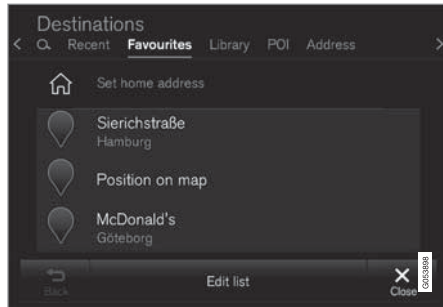 Destinations
Recent Favourites Library POI Address
Set home address
Sierichstraße
Hamburg
Position on map
McDonald's
Göteborg
Back Edit list Close
G053898